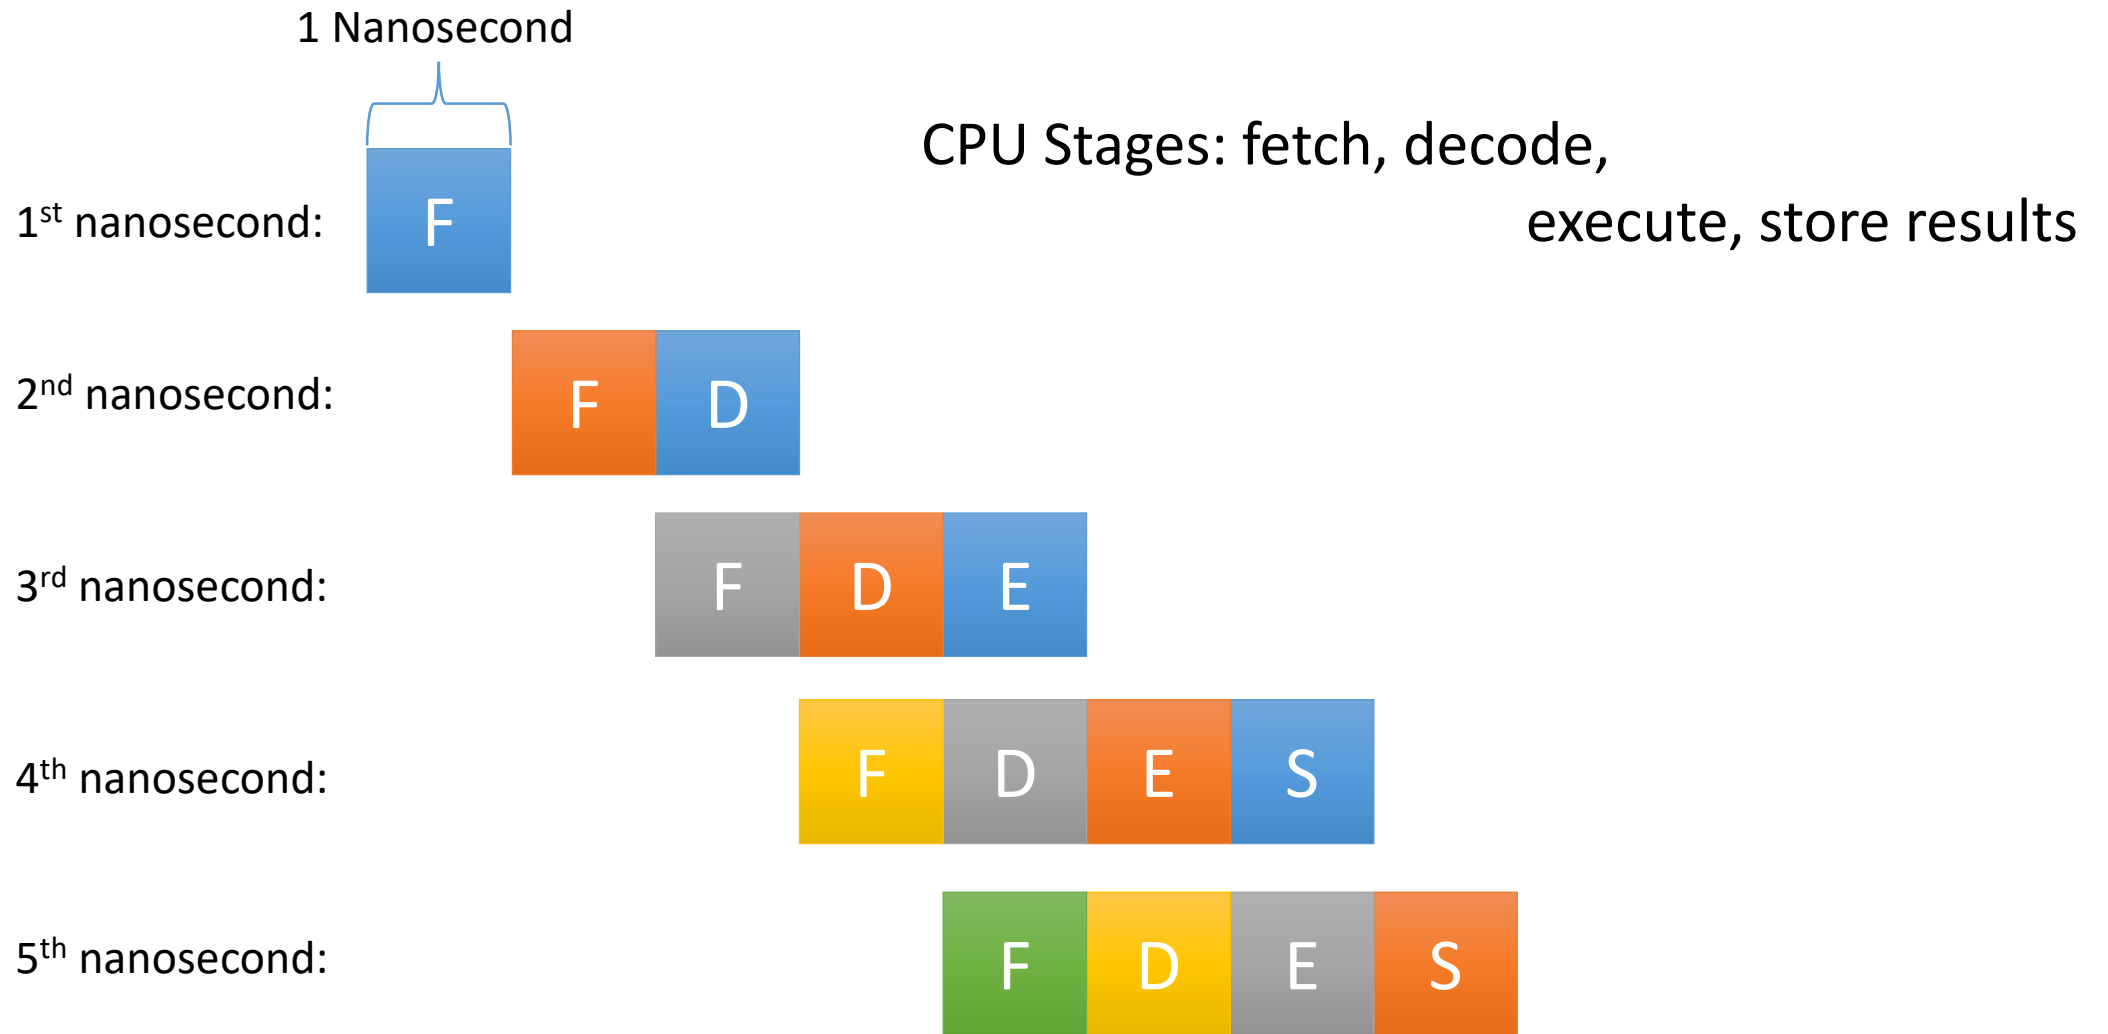 1 Nanosecond
CPU Stages: fetch, decode,
execute, store results
1st nanosecond:
F
2nd nanosecond:
F D
3rd nanosecond:
F D E
4th nanosecond:
F D E S
5th nanosecond:
F D E S